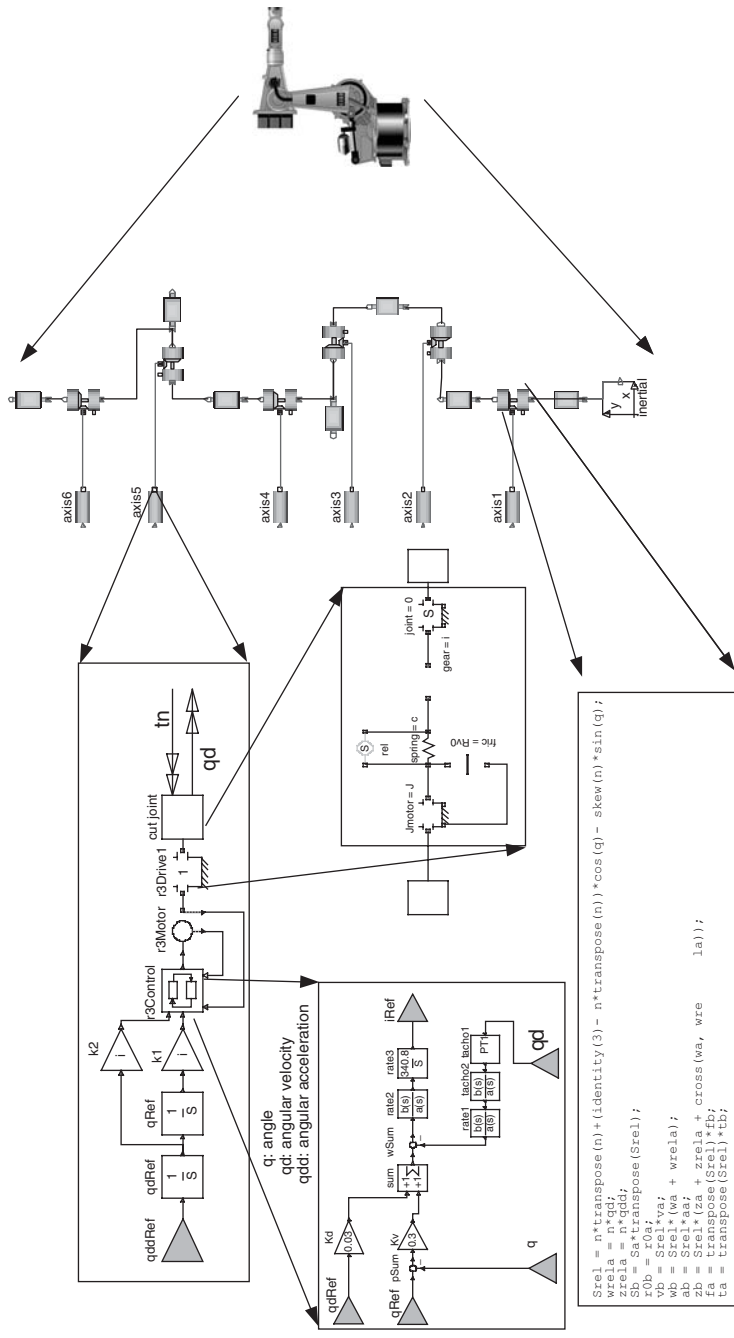 axis6
axis5
axis4
axis3
axis2
axis1
y
x
inertial
qddRef
1
S
qdRef
1
S
qRef
k2
i
k1
i
r3Control
r3Motor
r3Drive1
1
cut joint
tn
qd
q: angle
qd: angular velocity
qdd: angular acceleration
qdRef
Kd
0.03
qRef
pSum
Kv
0.3
q
sum
+1
Σ
+1
wSum
-
-
rate2
b(s)
a(s)
rate3
340.8
S
iRef
rate1
b(s)
a(s)
tacho2
b(s)
a(s)
tacho1
PT1
qd
Jmotor = J
S
rel
spring = c
fric = Rv0
gear = i
joint = 0
S
Srel = n*transpose(n)+(identity(3)- n*transpose(n))*cos(q)- skew(n)*sin(q);
wrela = n*qd;
zrela = n*qdd;
Sb = Sa*transpose(Srel);
r0b = r0a;
vb = Srel*va;
wb = Srel*(wa + wrela);
ab = Srel*aa;
zb = Srel*(za + zrela + cross(wa, wre la));
fa = transpose(Srel)*fb;
ta = transpose(Srel)*tb;